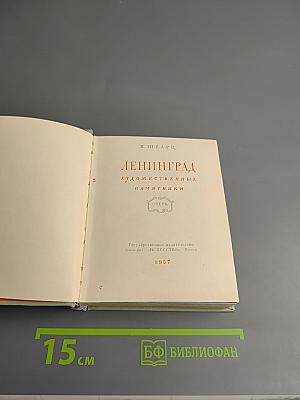 В. ШВАРЦ
ЛЕНИНГРАД
ХУДОЖЕСТВЕННЫЕ
ПАМЯТНИКИ
ОЧЕРК
Государственное издательство
«ИСКУССТВО» Москва
1957
15 см
БФ БИБЛИОФАН